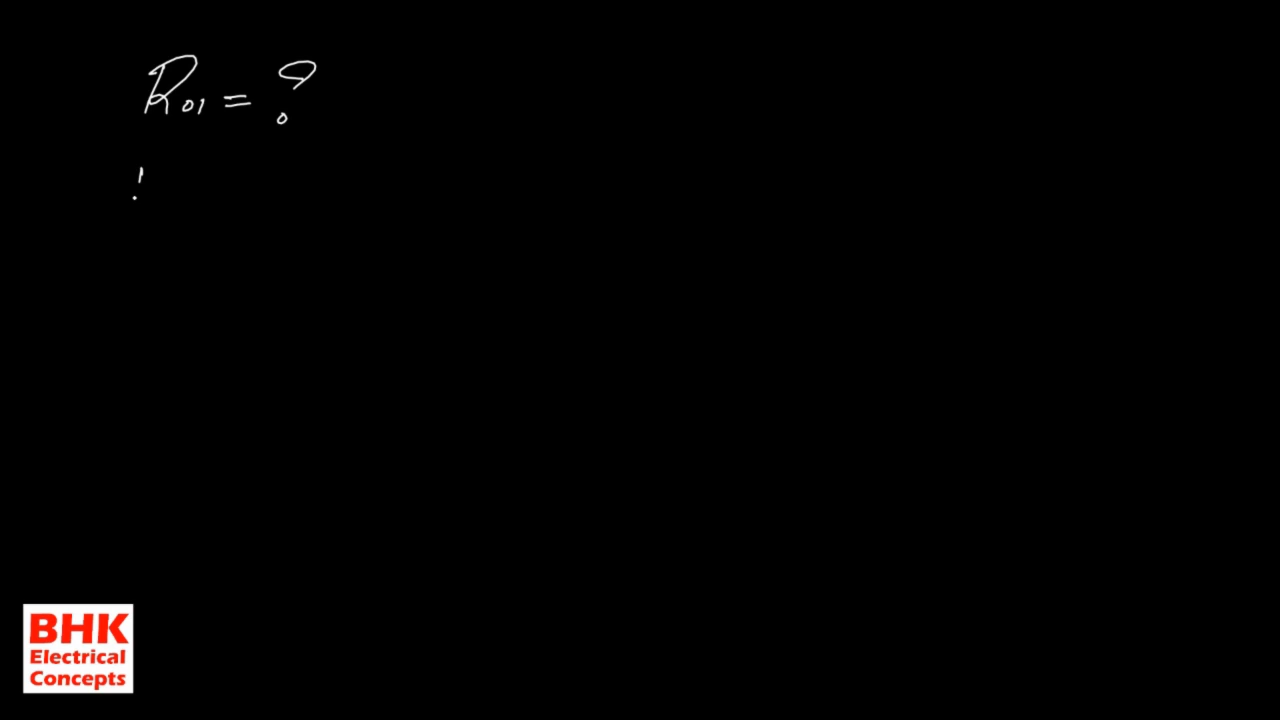 R01 = ?
BHK
Electrical
Concepts